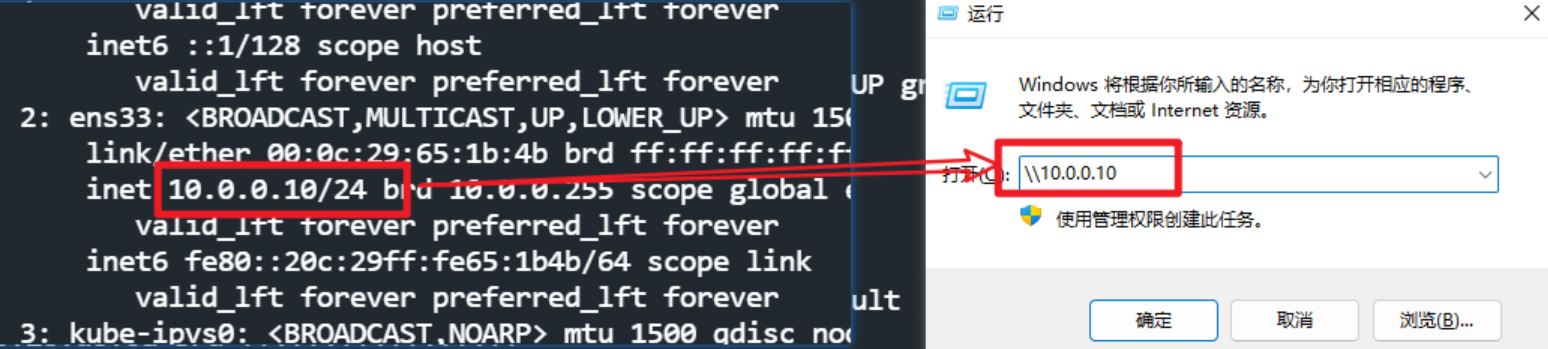 valid_lft forever preferred_lft forever
inet6 ::1/128 scope host
valid_lft forever preferred_lft forever
UP gr
2: ens33: <BROADCAST,MULTICAST,UP,LOWER_UP> mtu 150
link/ether 00:0c:29:65:1b:4b brd ff:ff:ff:ff:f
inet 10.0.0.10/24 brd 10.0.0.255 scope global e
valid_lft forever preferred_lft forever
inet6 fe80::20c:29ff:fe65:1b4b/64 scope link
valid_lft forever preferred_lft forever
ult
3: kube-ipvs0: <BROADCAST,NOARP> mtu 1500 qdisc noq
运行
Windows 将根据你所输入的名称，为你打开相应的程序、
文件夹、文档或 Internet 资源。
打开(O): \\10.0.0.10
使用管理权限创建此任务。
确定
取消
浏览(B)...